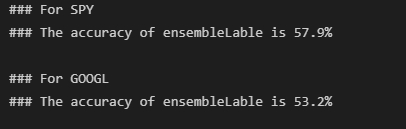 ### For SPY
### The accuracy of ensembleLable is 57.9%
### For GOOGL
### The accuracy of ensembleLable is 53.2%